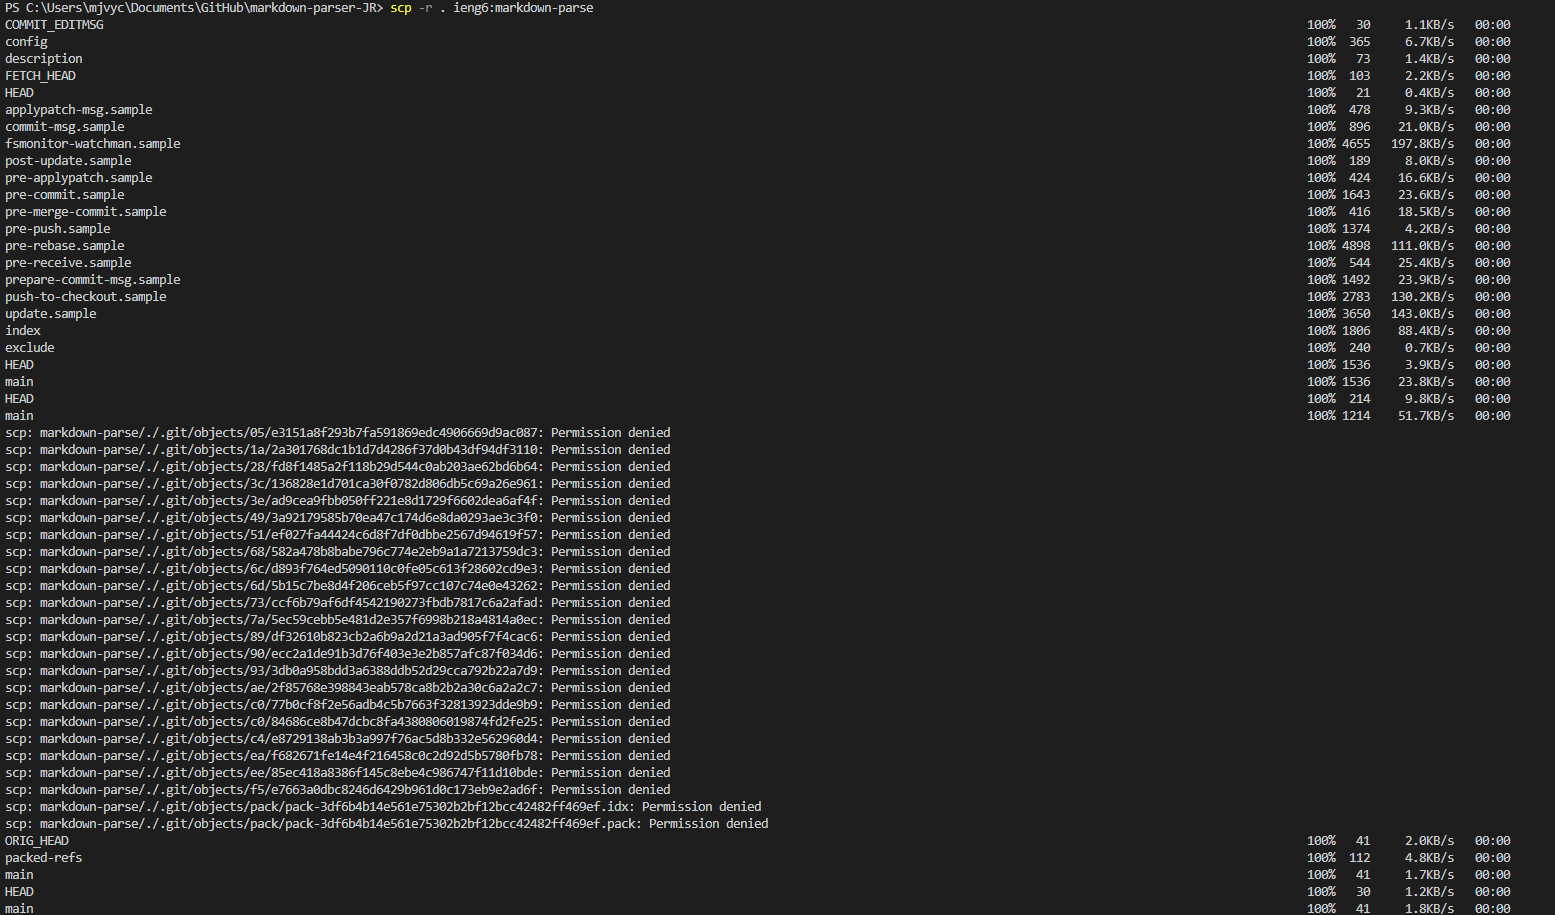 PS C:\Users\mjvyc\Documents\GitHub\markdown-parser-JR> scp -r . ieng6:markdown-parse
COMMIT_EDITMSG 100% 30 1.1KB/s 00:00
config 100% 365 6.7KB/s 00:00
description 100% 73 1.4KB/s 00:00
FETCH_HEAD 100% 103 2.2KB/s 00:00
HEAD 100% 21 0.4KB/s 00:00
applypatch-msg.sample 100% 478 9.3KB/s 00:00
commit-msg.sample 100% 896 21.0KB/s 00:00
fsmonitor-watchman.sample 100% 4655 197.8KB/s 00:00
post-update.sample 100% 189 8.0KB/s 00:00
pre-applypatch.sample 100% 424 16.6KB/s 00:00
pre-commit.sample 100% 1643 23.6KB/s 00:00
pre-merge-commit.sample 100% 416 18.5KB/s 00:00
pre-push.sample 100% 1374 4.2KB/s 00:00
pre-rebase.sample 100% 4898 111.0KB/s 00:00
pre-receive.sample 100% 544 25.4KB/s 00:00
prepare-commit-msg.sample 100% 1492 23.9KB/s 00:00
push-to-checkout.sample 100% 2783 130.2KB/s 00:00
update.sample 100% 3650 143.0KB/s 00:00
index 100% 1806 88.4KB/s 00:00
exclude 100% 240 0.7KB/s 00:00
HEAD 100% 1536 3.9KB/s 00:00
main 100% 1536 23.8KB/s 00:00
HEAD 100% 214 9.8KB/s 00:00
main 100% 1214 51.7KB/s 00:00
scp: markdown-parse/./.git/objects/05/e3151a8f293b7fa591869edc4906669d9ac087: Permission denied
scp: markdown-parse/./.git/objects/1a/2a301768dc1b1d7d4286f37d0b43df94df3110: Permission denied
scp: markdown-parse/./.git/objects/28/fd8f1485a2f118b29d544c0ab203ae62bd6b64: Permission denied
scp: markdown-parse/./.git/objects/3c/136828e1d701ca30f0782d806db5c69a26e961: Permission denied
scp: markdown-parse/./.git/objects/3e/ad9cea9fbb050ff221e8d1729f6602dea6af4f: Permission denied
scp: markdown-parse/./.git/objects/49/3a92179585b70ea47c174d6e8da0293ae3c3f0: Permission denied
scp: markdown-parse/./.git/objects/51/ef027fa44424c6d8f7df0dbbe2567d94619f57: Permission denied
scp: markdown-parse/./.git/objects/68/582a478b8babe796c774e2eb9a1a7213759dc3: Permission denied
scp: markdown-parse/./.git/objects/6c/d893f764ed5090110c0fe05c613f28602cd9e3: Permission denied
scp: markdown-parse/./.git/objects/6d/5b15c7be8d4f206ceb5f97cc107c74e0e43262: Permission denied
scp: markdown-parse/./.git/objects/73/ccf6b79af6df4542190273fbdb7817c6a2afad: Permission denied
scp: markdown-parse/./.git/objects/7a/5ec59cebb5e481d2e357f6998b218a4814a0ec: Permission denied
scp: markdown-parse/./.git/objects/89/df32610b823cb2a6b9a2d21a3ad905f7f4cac6: Permission denied
scp: markdown-parse/./.git/objects/90/ecc2a1de91b3d76f403e3e2b857afc87f034d6: Permission denied
scp: markdown-parse/./.git/objects/93/3db0a958bdd3a6388ddb52d29cca792b22a7d9: Permission denied
scp: markdown-parse/./.git/objects/ae/2f85768e398843eab578ca8b2b2a30c6a2a2c7: Permission denied
scp: markdown-parse/./.git/objects/c0/77b0cf8f2e56adb4c5b7663f32813923dde9b9: Permission denied
scp: markdown-parse/./.git/objects/c0/84686ce8b47dcbc8fa4380806019874fd2fe25: Permission denied
scp: markdown-parse/./.git/objects/c4/e8729138ab3b3a997f76ac5d8b332e562960d4: Permission denied
scp: markdown-parse/./.git/objects/ea/f682671fe14e4f216458c0c2d92d5b5780fb78: Permission denied
scp: markdown-parse/./.git/objects/ee/85ec418a8386f145c8ebe4c986747f11d10bde: Permission denied
scp: markdown-parse/./.git/objects/f5/e7663a0dbc8246d6429b961d0c173eb9e2ad6f: Permission denied
scp: markdown-parse/./.git/objects/pack/pack-3df6b4b14e561e75302b2bf12bcc42482ff469ef.idx: Permission denied
scp: markdown-parse/./.git/objects/pack/pack-3df6b4b14e561e75302b2bf12bcc42482ff469ef.pack: Permission denied
ORIG_HEAD 100% 41 2.0KB/s 00:00
packed-refs 100% 112 4.8KB/s 00:00
main 100% 41 1.7KB/s 00:00
HEAD 100% 30 1.2KB/s 00:00
main 100% 41 1.8KB/s 00:00